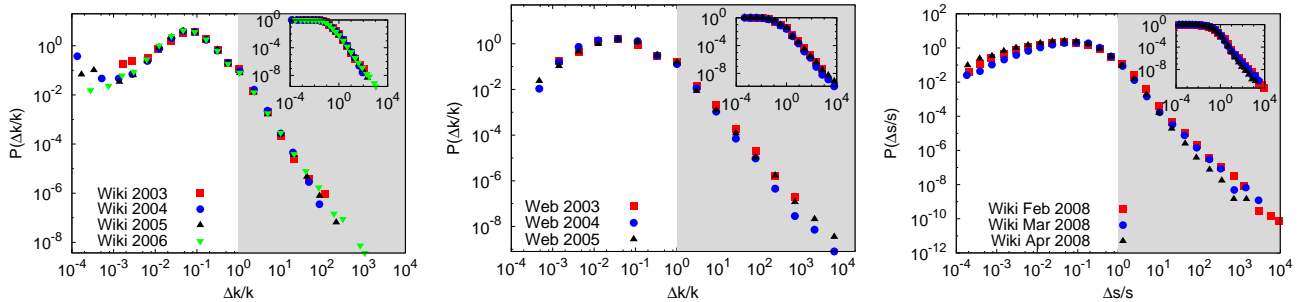 10^0
10^-2
10^-4
10^-6
10^-8
P(Δk/k)
10^-4 10^-3 10^-2 10^-1 10^0 10^1 10^2 10^3 10^4
Δk/k
Wiki 2003
Wiki 2004
Wiki 2005
Wiki 2006
10^0
10^-4
10^-8
10^-4 10^0 10^4
10^0
10^-2
10^-4
10^-6
10^-8
P(Δk/k)
10^-4 10^-3 10^-2 10^-1 10^0 10^1 10^2 10^3 10^4
Δk/k
Web 2003
Web 2004
Web 2005
10^0
10^-4
10^-8
10^-4 10^0 10^4
10^2
10^0
10^-2
10^-4
10^-6
10^-8
10^-10
10^-12
P(Δs/s)
10^-4 10^-3 10^-2 10^-1 10^0 10^1 10^2 10^3 10^4
Δs/s
Wiki Feb 2008
Wiki Mar 2008
Wiki Apr 2008
10^0
10^-4
10^-8
10^-4 10^0 10^4